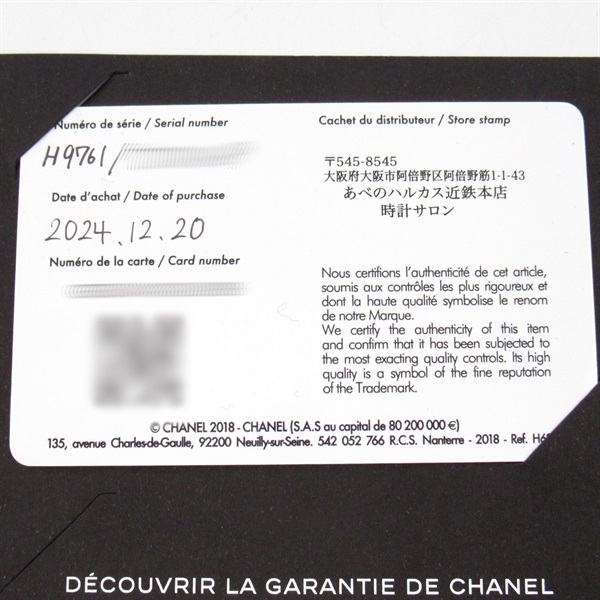 Numéro de série / Serial number
H9761/
Date d'achat / Date of purchase
2024.12.20
Numéro de la carte / Card number
Cachet du distributeur / Store stamp
〒545-8545
大阪府大阪市阿倍野区阿倍野筋1-1-43
あべのハルカス近鉄本店
時計サロン
Nous certifions l'authenticité de cet article,
soumis aux contrôles les plus rigoureux et
dont la haute qualité symbolise le renom
de notre Marque.
We certify the authenticity of this item
and confirm that it has been subjected to
the most exacting quality controls. Its high
quality is a symbol of the fine reputation
of the Trademark.
© CHANEL 2018 - CHANEL (S.A.S au capital de 80 200 000 €)
135, avenue Charles-de-Gaulle, 92200 Neuilly-sur-Seine. 542 052 766 R.C.S. Nanterre - 2018 - Ref.
DÉCOUVRIR LA GARANTIE DE CHANEL